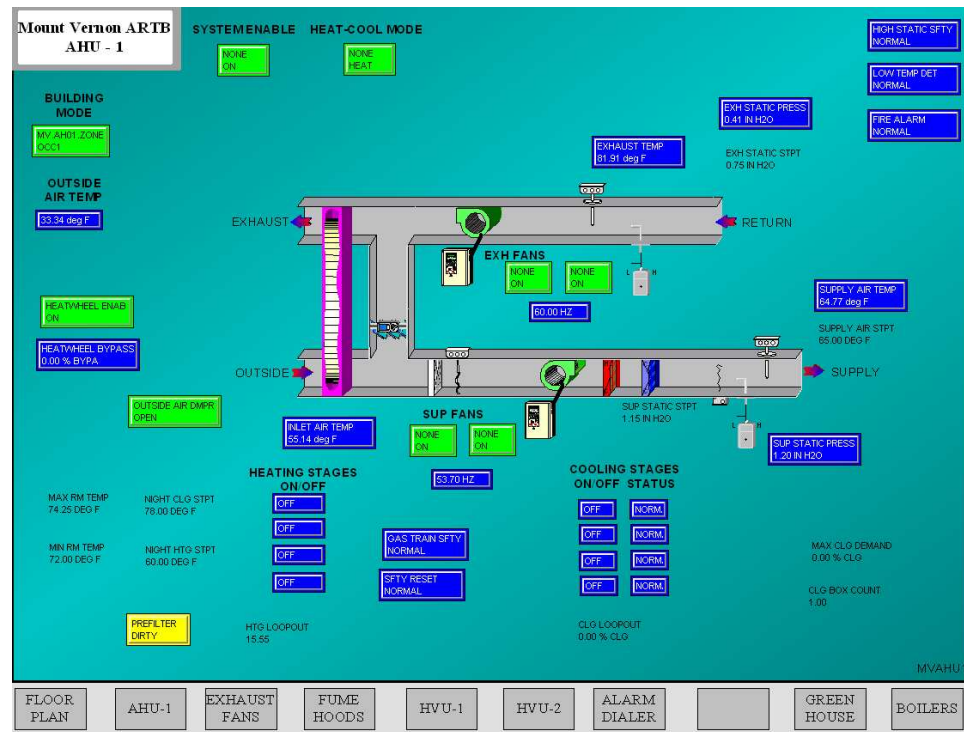 Mount Vernon ARTB
AHU - 1
SYSTEM ENABLE
NONE
ON
HEAT-COOL MODE
NONE
HEAT
HIGH STATIC SFTY
NORMAL
LOW TEMP DET
NORMAL
FIRE ALARM
NORMAL
BUILDING
MODE
MV.AH01.ZONE
OCC1
OUTSIDE
AIR TEMP
33.34 deg F
EXH STATIC PRESS
0.41 IN H2O
EXH STATIC STPT
0.75 IN H2O
EXHAUST TEMP
81.91 deg F
EXHAUST
RETURN
EXH FANS
NONE
ON
NONE
ON
60.00 HZ
L
H
HEATWHEEL ENAB
ON
HEATWHEEL BYPASS
0.00 % BYPA
SUPPLY AIR TEMP
64.77 deg F
SUPPLY AIR STPT
65.00 DEG F
OUTSIDE
SUPPLY
OUTSIDE AIR DMPR
OPEN
INLET AIR TEMP
55.14 deg F
SUP FANS
NONE
ON
NONE
ON
53.70 HZ
SUP STATIC STPT
1.15 IN H2O
L
H
SUP STATIC PRESS
1.20 IN H2O
MAX RM TEMP
74.25 DEG F
NIGHT CLG STPT
78.00 DEG F
MIN RM TEMP
72.00 DEG F
NIGHT HTG STPT
60.00 DEG F
HEATING STAGES
ON/OFF
OFF
OFF
OFF
OFF
GAS TRAIN SFTY
NORMAL
SFTY RESET
NORMAL
COOLING STAGES
ON/OFF STATUS
OFF NORM.
OFF NORM.
OFF NORM.
OFF NORM.
MAX CLG DEMAND
0.00 % CLG
CLG BOX COUNT
1.00
PREFILTER
DIRTY
HTG LOOPOUT
15.55
CLG LOOPOUT
0.00 % CLG
MVAHU1
FLOOR
PLAN
AHU-1
EXHAUST
FANS
FUME
HOODS
HVU-1
HVU-2
ALARM
DIALER
GREEN
HOUSE
BOILERS